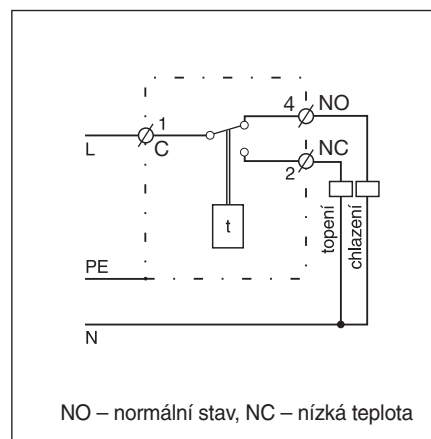 4 NO
1
L C
NC
2
topení
chlazení
t
PE
N
NO – normální stav, NC – nízká teplota